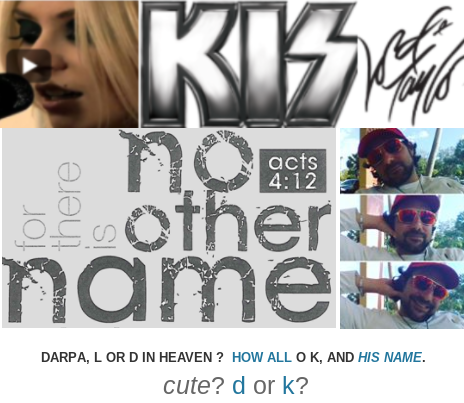 KIS
no
acts
4:12
for
there
is
other
name
DARPA, L OR D IN HEAVEN ? HOW ALL O K, AND HIS NAME.
cute? d or k?